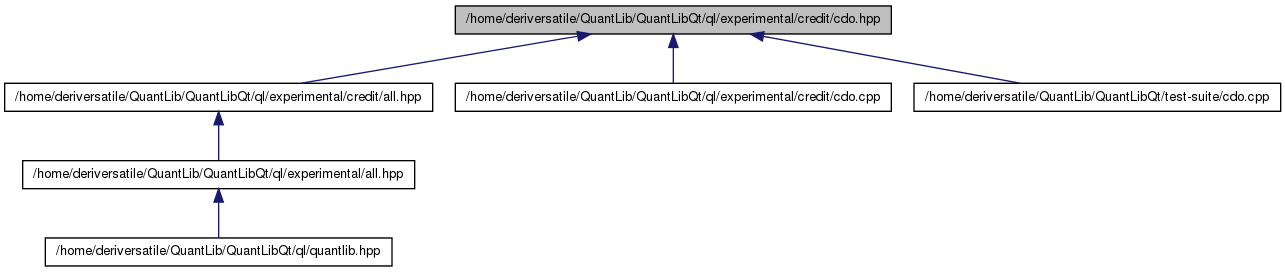 /home/deriversatile/QuantLib/QuantLibQt/ql/experimental/credit/cdo.hpp
/home/deriversatile/QuantLib/QuantLibQt/ql/experimental/credit/all.hpp
/home/deriversatile/QuantLib/QuantLibQt/ql/experimental/credit/cdo.cpp
/home/deriversatile/QuantLib/QuantLibQt/test-suite/cdo.cpp
/home/deriversatile/QuantLib/QuantLibQt/ql/experimental/all.hpp
/home/deriversatile/QuantLib/QuantLibQt/ql/quantlib.hpp